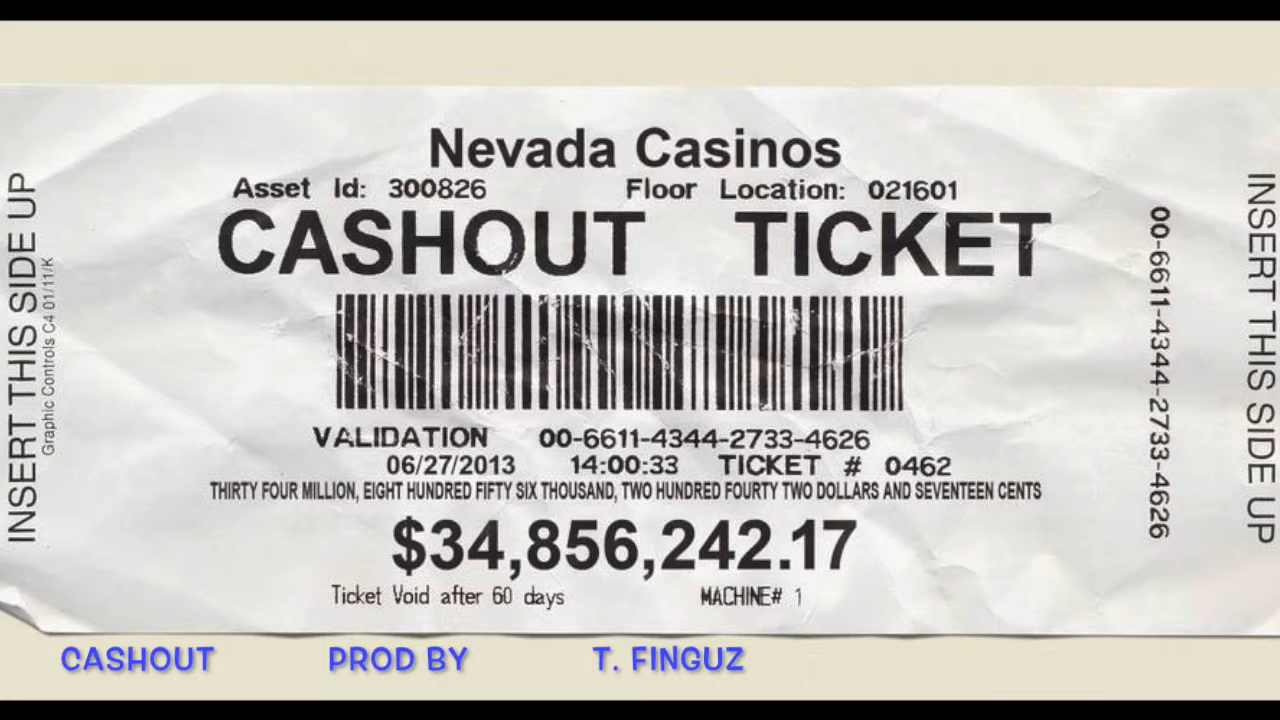 Nevada Casinos
Asset Id: 300826 Floor Location: 021601
CASHOUT TICKET
VALIDATION 00-6611-4344-2733-4626
06/27/2013 14:00:33 TICKET # 0462
THIRTY FOUR MILLION, EIGHT HUNDRED FIFTY SIX THOUSAND, TWO HUNDRED FOURTY TWO DOLLARS AND SEVENTEEN CENTS
$34,856,242.17
Ticket Void after 60 days MACHINE# 1
INSERT THIS SIDE UP
Graphic Controls C4 01/11/K
00-6611-4344-2733-4626
INSERT THIS SIDE UP
CASHOUT PROD BY T. FINGUZ